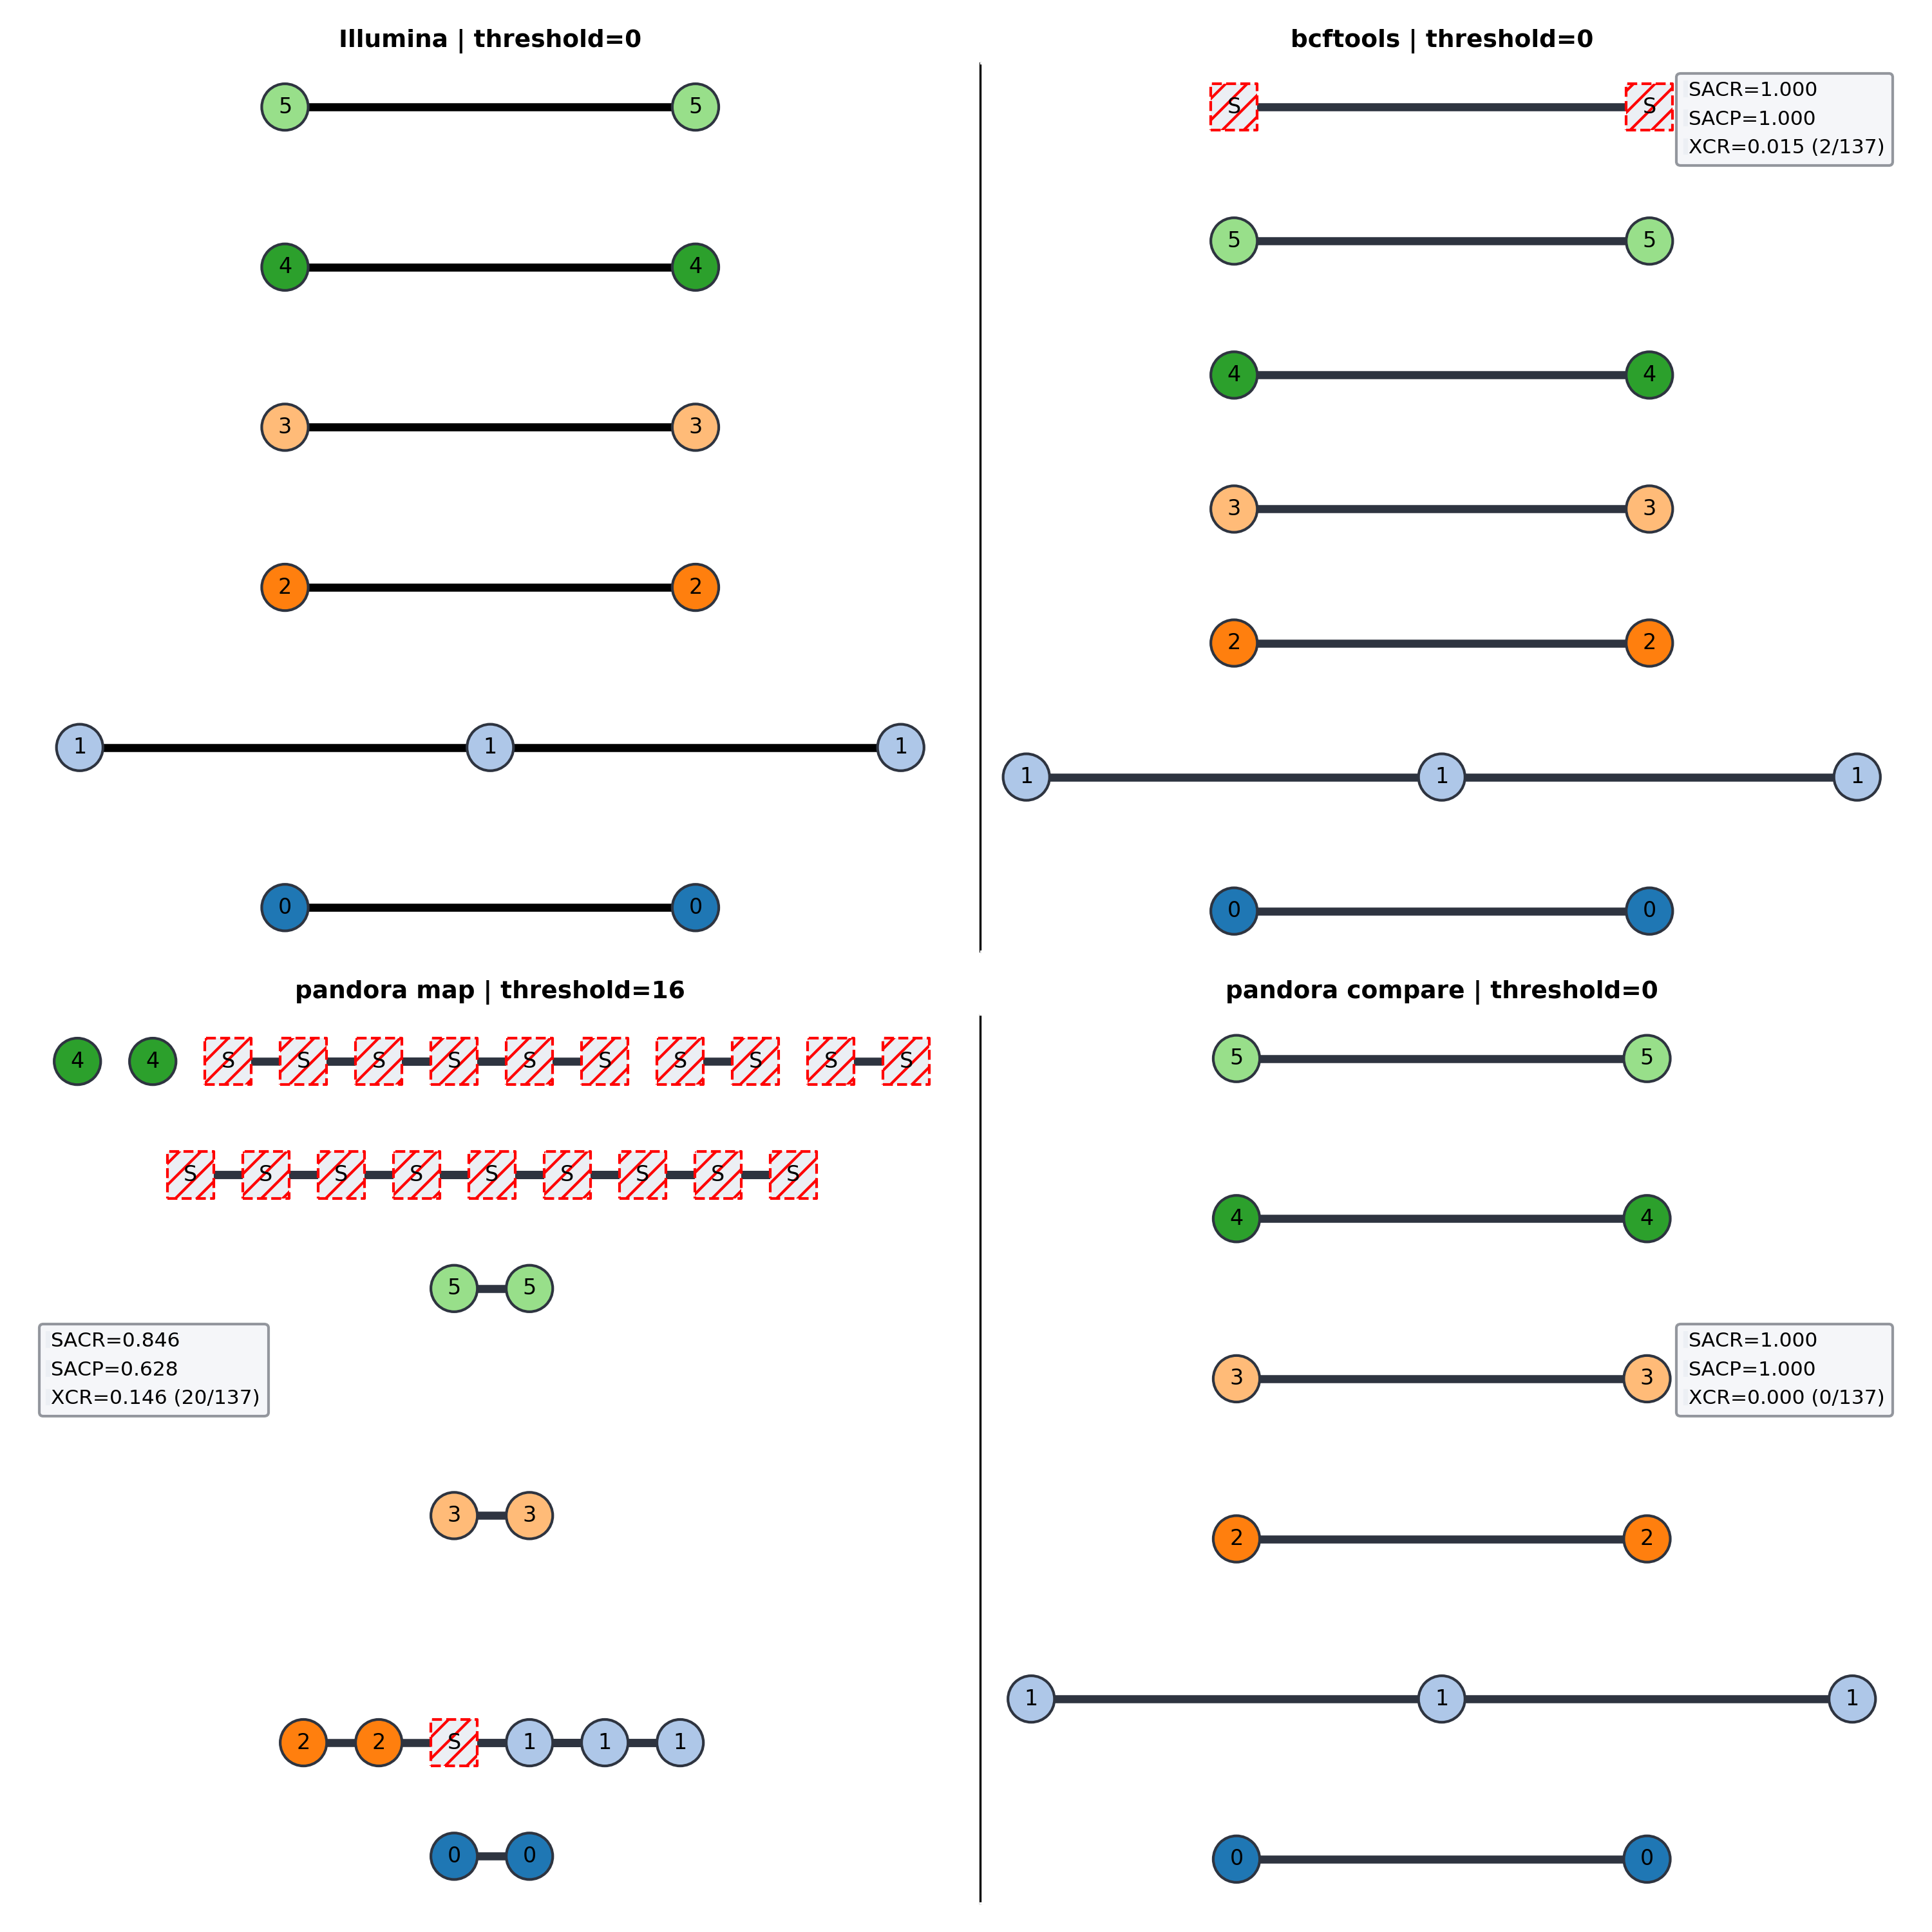 Illumina | threshold=0
5 5
4 4
3 3
2 2
1 1 1
0 0
bcftools | threshold=0
S S
SACR=1.000
SACP=1.000
XCR=0.015 (2/137)
5 5
4 4
3 3
2 2
1 1 1
0 0
pandora map | threshold=16
4 4 S S S S S S S S S S
S S S S S S S S S
5 5
SACR=0.846
SACP=0.628
XCR=0.146 (20/137)
3 3
2 2 S 1 1 1
0 0
pandora compare | threshold=0
5 5
4 4
3 3
SACR=1.000
SACP=1.000
XCR=0.000 (0/137)
2 2
1 1 1
0 0